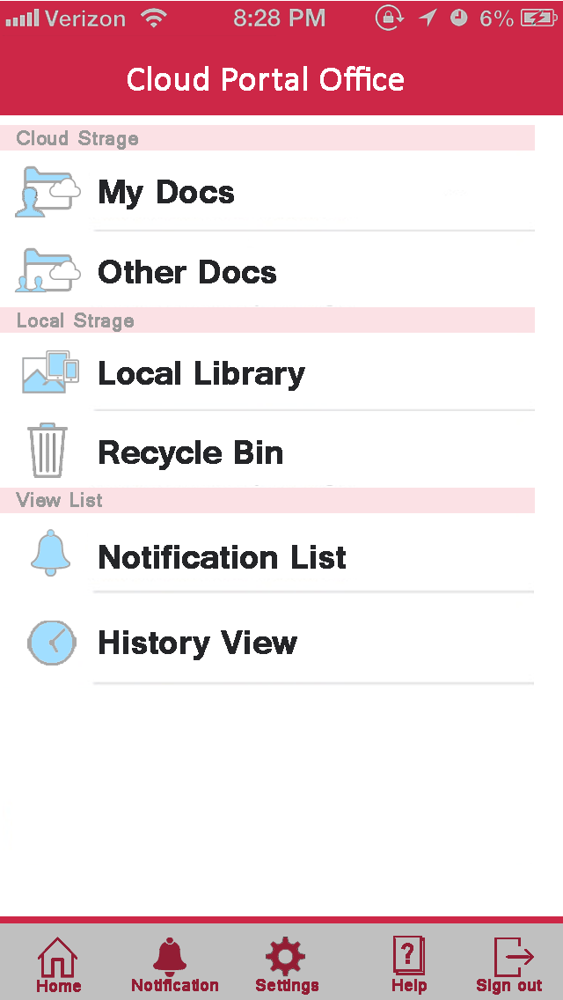 Verizon 8:28 PM 6%
Cloud Portal Office
Cloud Strage
My Docs
Other Docs
Local Strage
Local Library
Recycle Bin
View List
Notification List
History View
?
Home Notification Settings Help Sign out